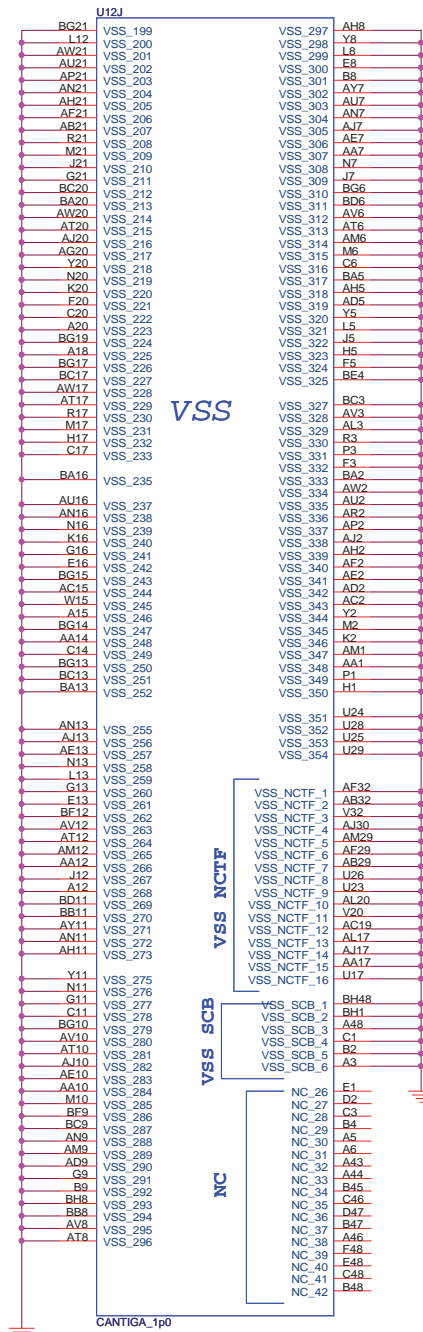 U12J
BG21 VSS_199
L12 VSS_200
AW21 VSS_201
AU21 VSS_202
AP21 VSS_203
AN21 VSS_204
AH21 VSS_205
AF21 VSS_206
AB21 VSS_207
R21 VSS_208
M21 VSS_209
J21 VSS_210
G21 VSS_211
BC20 VSS_212
BA20 VSS_213
AW20 VSS_214
AT20 VSS_215
AJ20 VSS_216
AG20 VSS_217
Y20 VSS_218
N20 VSS_219
K20 VSS_220
F20 VSS_221
C20 VSS_222
A20 VSS_223
BG19 VSS_224
A18 VSS_225
BG17 VSS_226
BC17 VSS_227
AW17 VSS_228
AT17 VSS_229
R17 VSS_230
M17 VSS_231
H17 VSS_232
C17 VSS_233
BA16 VSS_235
AU16 VSS_237
AN16 VSS_238
N16 VSS_239
K16 VSS_240
G16 VSS_241
E16 VSS_242
BG15 VSS_243
AC15 VSS_244
W15 VSS_245
A15 VSS_246
BG14 VSS_247
AA14 VSS_248
C14 VSS_249
BG13 VSS_250
BC13 VSS_251
BA13 VSS_252
AN13 VSS_255
AJ13 VSS_256
AE13 VSS_257
N13 VSS_258
L13 VSS_259
G13 VSS_260
E13 VSS_261
BF12 VSS_262
AV12 VSS_263
AT12 VSS_264
AM12 VSS_265
AA12 VSS_266
J12 VSS_267
A12 VSS_268
BD11 VSS_269
BB11 VSS_270
AY11 VSS_271
AN11 VSS_272
AH11 VSS_273
Y11 VSS_275
N11 VSS_276
G11 VSS_277
C11 VSS_278
BG10 VSS_279
AV10 VSS_280
AT10 VSS_281
AJ10 VSS_282
AE10 VSS_283
AA10 VSS_284
M10 VSS_285
BF9 VSS_286
BC9 VSS_287
AN9 VSS_288
AM9 VSS_289
AD9 VSS_290
G9 VSS_291
B9 VSS_292
BH8 VSS_293
BB8 VSS_294
AV8 VSS_295
AT8 VSS_296
VSS
VSS NCTF
VSS SCB
NC
VSS_297 AH8
VSS_298 Y8
VSS_299 L8
VSS_300 E8
VSS_301 B8
VSS_302 AY7
VSS_303 AU7
VSS_304 AN7
VSS_305 AJ7
VSS_306 AE7
VSS_307 AA7
VSS_308 N7
VSS_309 J7
VSS_310 BG6
VSS_311 BD6
VSS_312 AV6
VSS_313 AT6
VSS_314 AM6
VSS_315 M6
VSS_316 C6
VSS_317 BA5
VSS_318 AH5
VSS_319 AD5
VSS_320 Y5
VSS_321 L5
VSS_322 J5
VSS_323 H5
VSS_324 F5
VSS_325 BE4
VSS_327 BC3
VSS_328 AV3
VSS_329 AL3
VSS_330 R3
VSS_331 P3
VSS_332 F3
VSS_333 BA2
VSS_334 AW2
VSS_335 AU2
VSS_336 AR2
VSS_337 AP2
VSS_338 AJ2
VSS_339 AH2
VSS_340 AF2
VSS_341 AE2
VSS_342 AD2
VSS_343 AC2
VSS_344 Y2
VSS_345 M2
VSS_346 K2
VSS_347 AM1
VSS_348 AA1
VSS_349 P1
VSS_350 H1
VSS_351 U24
VSS_352 U28
VSS_353 U25
VSS_354 U29
VSS_NCTF_1 AF32
VSS_NCTF_2 AB32
VSS_NCTF_3 V32
VSS_NCTF_4 AJ30
VSS_NCTF_5 AM29
VSS_NCTF_6 AF29
VSS_NCTF_7 AB29
VSS_NCTF_8 U26
VSS_NCTF_9 U23
VSS_NCTF_10 AL20
VSS_NCTF_11 V20
VSS_NCTF_12 AC19
VSS_NCTF_13 AL17
VSS_NCTF_14 AJ17
VSS_NCTF_15 AA17
VSS_NCTF_16 U17
VSS_SCB_1 BH48
VSS_SCB_2 BH1
VSS_SCB_3 A48
VSS_SCB_4 C1
VSS_SCB_5 B2
VSS_SCB_6 A3
NC_26 E1
NC_27 D2
NC_28 C3
NC_29 B4
NC_30 A5
NC_31 A6
NC_32 A43
NC_33 A44
NC_34 B45
NC_35 C46
NC_36 D47
NC_37 B47
NC_38 A46
NC_39 F48
NC_40 E48
NC_41 C48
NC_42 B48
CANTIGA_1p0